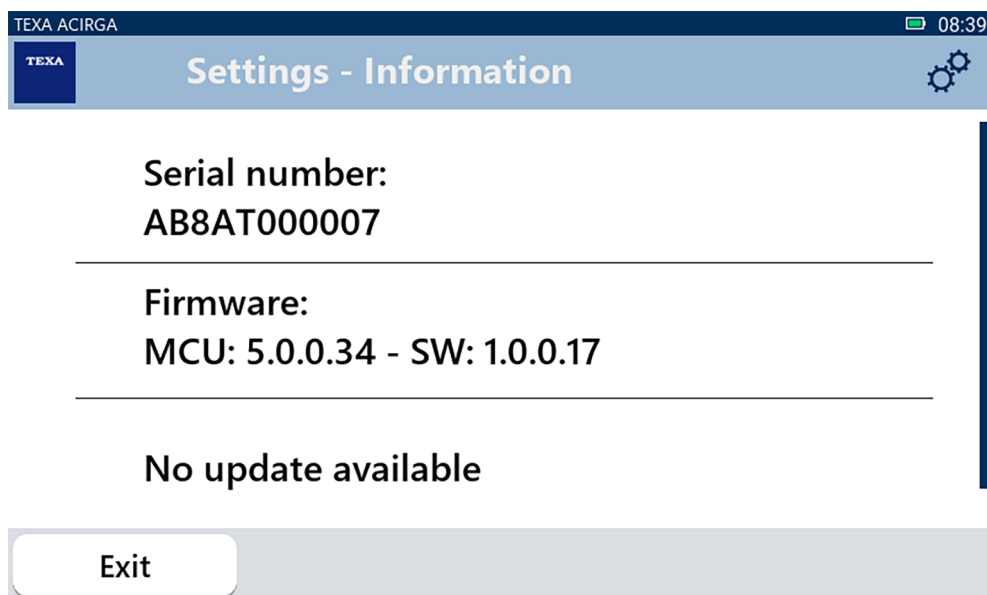 TEXA ACIRGA 08:39
TEXA Settings - Information
Serial number:
AB8AT000007
Firmware:
MCU: 5.0.0.34 - SW: 1.0.0.17
No update available
Exit